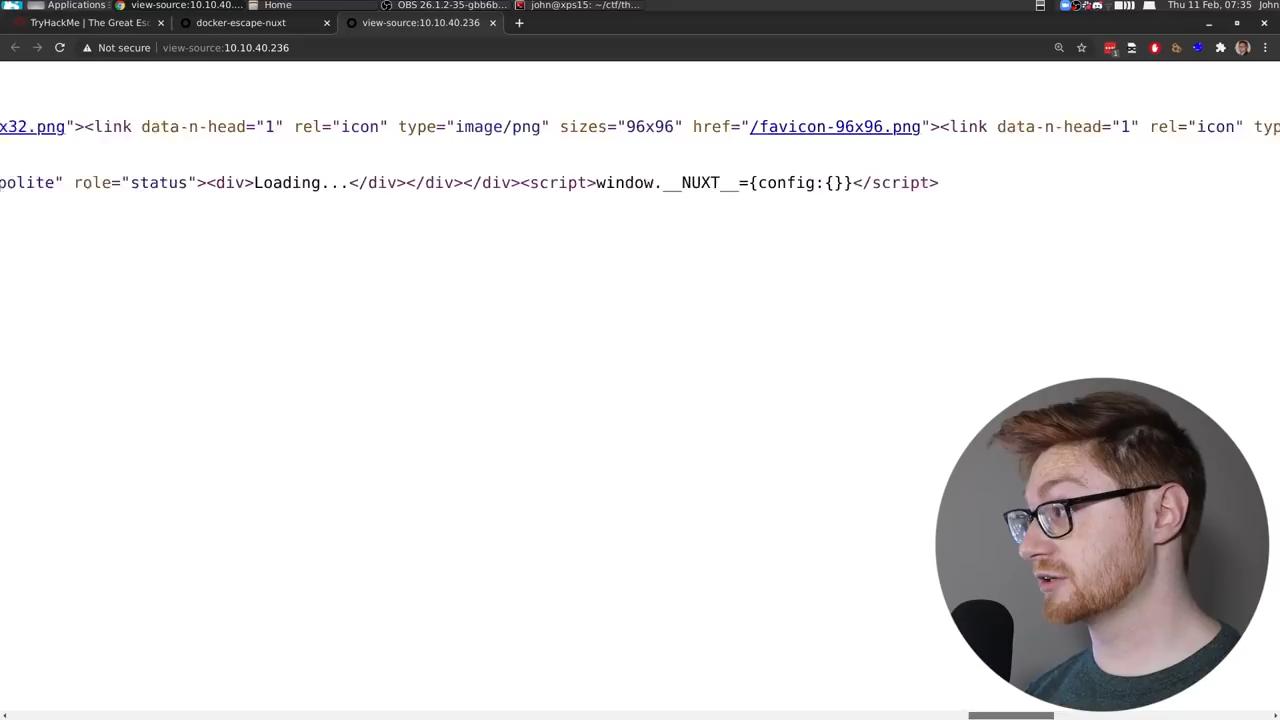 Applications view-source:10.10.40.... Home OBS 26.1.2-35-gbb6b... john@xps15: ~/ctf/th... Thu 11 Feb, 07:35 John
TryHackMe | The Great Esc docker-escape-nuxt view-source:10.10.40.236
Not secure view-source:10.10.40.236
x32.png"><link data-n-head="1" rel="icon" type="image/png" sizes="96x96" href="/favicon-96x96.png"><link data-n-head="1" rel="icon" typ
polite" role="status"><div>Loading...</div></div></div><script>window.__NUXT__={config:{}}</script>